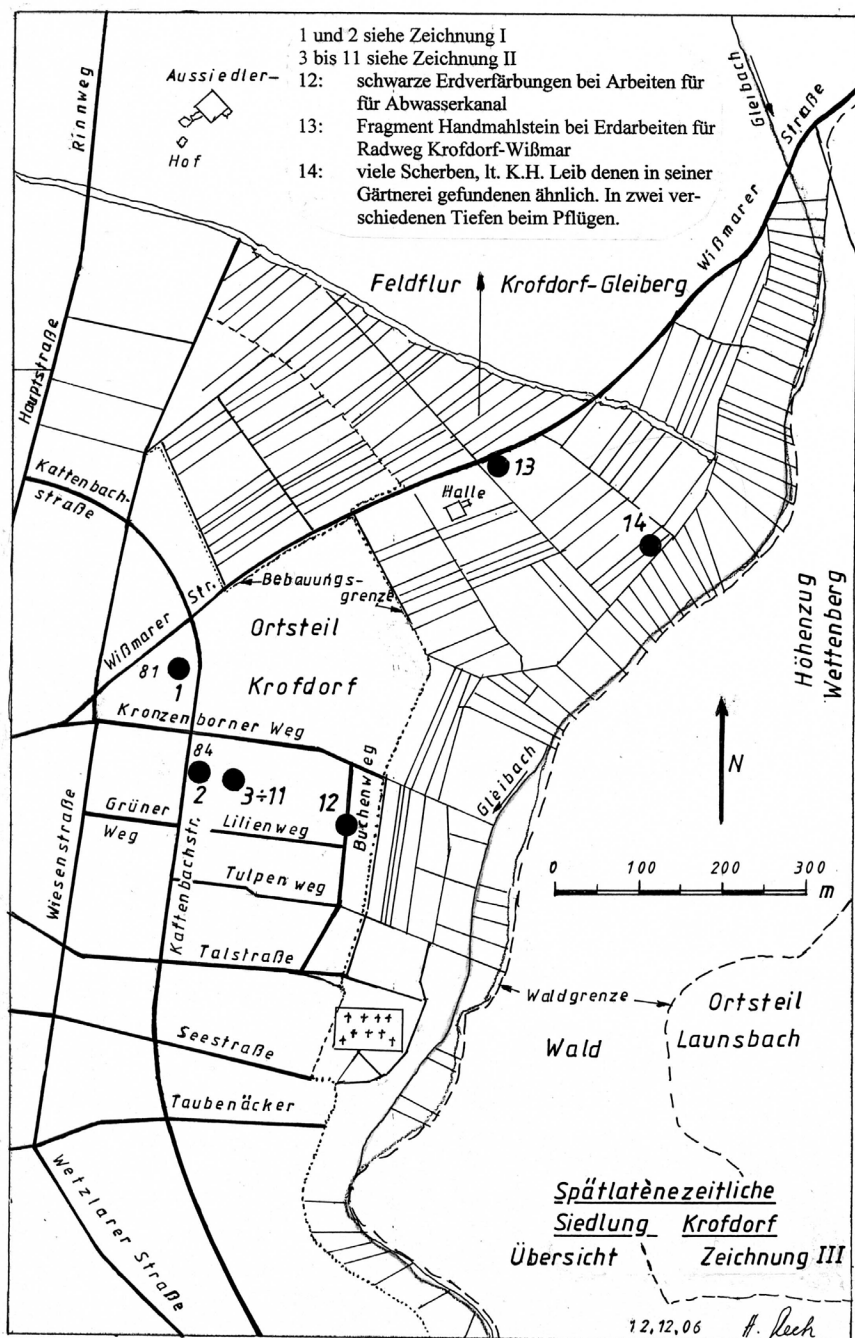 1 und 2 siehe Zeichnung I
3 bis 11 siehe Zeichnung II
12: schwarze Erdverfärbungen bei Arbeiten für
für Abwasserkanal
13: Fragment Handmahlstein bei Erdarbeiten für
Radweg Krofdorf-Wißmar
14: viele Scherben, lt. K.H. Leib denen in seiner
Gärtnerei gefundenen ähnlich. In zwei ver-
schiedenen Tiefen beim Pflügen.
Rinnweg
Aussiedler-
Hof
Gleibach
Wißmarer Straße
Feldflur Krofdorf-Gleiberg
Hauptstraße
Kattenbach-
straße
13
Halle
14
Bebauungs-
grenze
Wißmarer Str.
Ortsteil
Krofdorf
Höhenzug
Wettenberg
81
1
Kronzenborner Weg
N
84
2
3÷11
12
Buchenweg
Gleibach
Grüner
Weg
Lilienweg
Wiesenstraße
Kattenbachstr.
Tulpenweg
0 100 200 300
m
Talstraße
Waldgrenze
Ortsteil
Launsbach
Wald
Seestraße
Taubenäcker
Wetzlarer Straße
Spätlatènezeitliche
Siedlung Krofdorf
Übersicht Zeichnung III
12,12,06 H. Rech